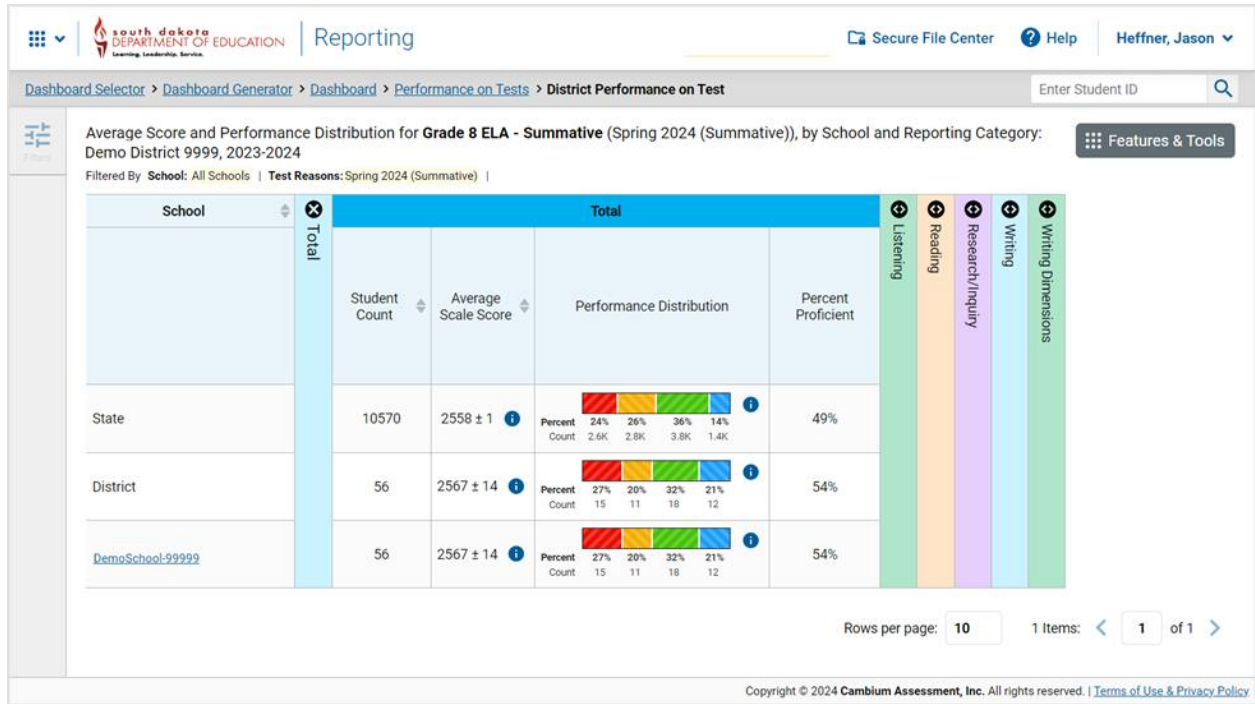 south dakota
DEPARTMENT OF EDUCATION
Learning. Leadership. Service.
Reporting
Secure File Center
Help
Heffner, Jason
Dashboard Selector > Dashboard Generator > Dashboard > Performance on Tests > District Performance on Test
Enter Student ID
Filters
Average Score and Performance Distribution for Grade 8 ELA - Summative (Spring 2024 (Summative)), by School and Reporting Category:
Demo District 9999, 2023-2024
Features & Tools
Filtered By School: All Schools | Test Reasons: Spring 2024 (Summative) |
School
Total
Total
Listening
Reading
Research/Inquiry
Writing
Writing Dimensions
Student
Count
Average
Scale Score
Performance Distribution
Percent
Proficient
State
10570
2558 ± 1
Percent 24% 26% 36% 14%
Count 2.6K 2.8K 3.8K 1.4K
49%
District
56
2567 ± 14
Percent 27% 20% 32% 21%
Count 15 11 18 12
54%
DemoSchool-99999
56
2567 ± 14
Percent 27% 20% 32% 21%
Count 15 11 18 12
54%
Rows per page: 10 1 Items: < 1 of 1 >
Copyright © 2024 Cambium Assessment, Inc. All rights reserved. | Terms of Use & Privacy Policy